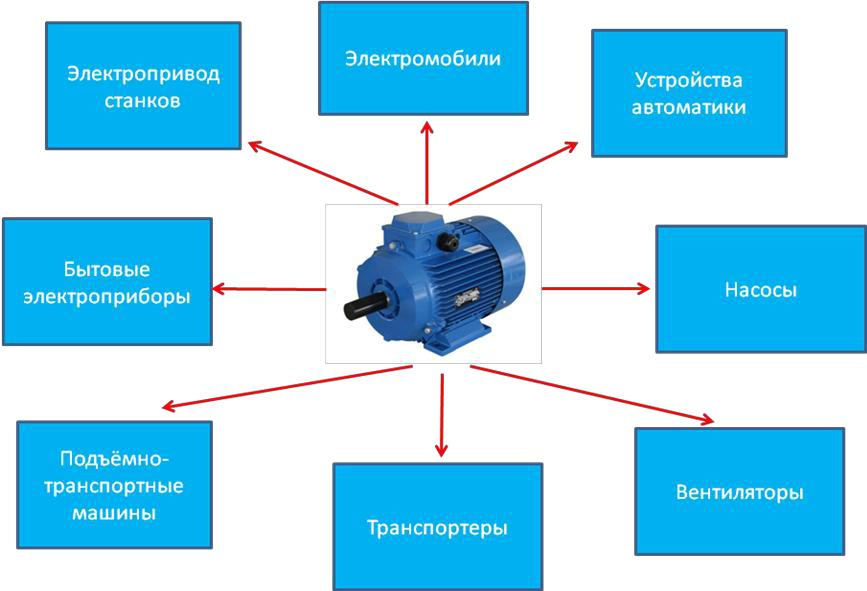 Электропривод
станков
Электромобили
Устройства
автоматики
Бытовые
электроприборы
Насосы
Подъёмно-
транспортные
машины
Транспортеры
Вентиляторы